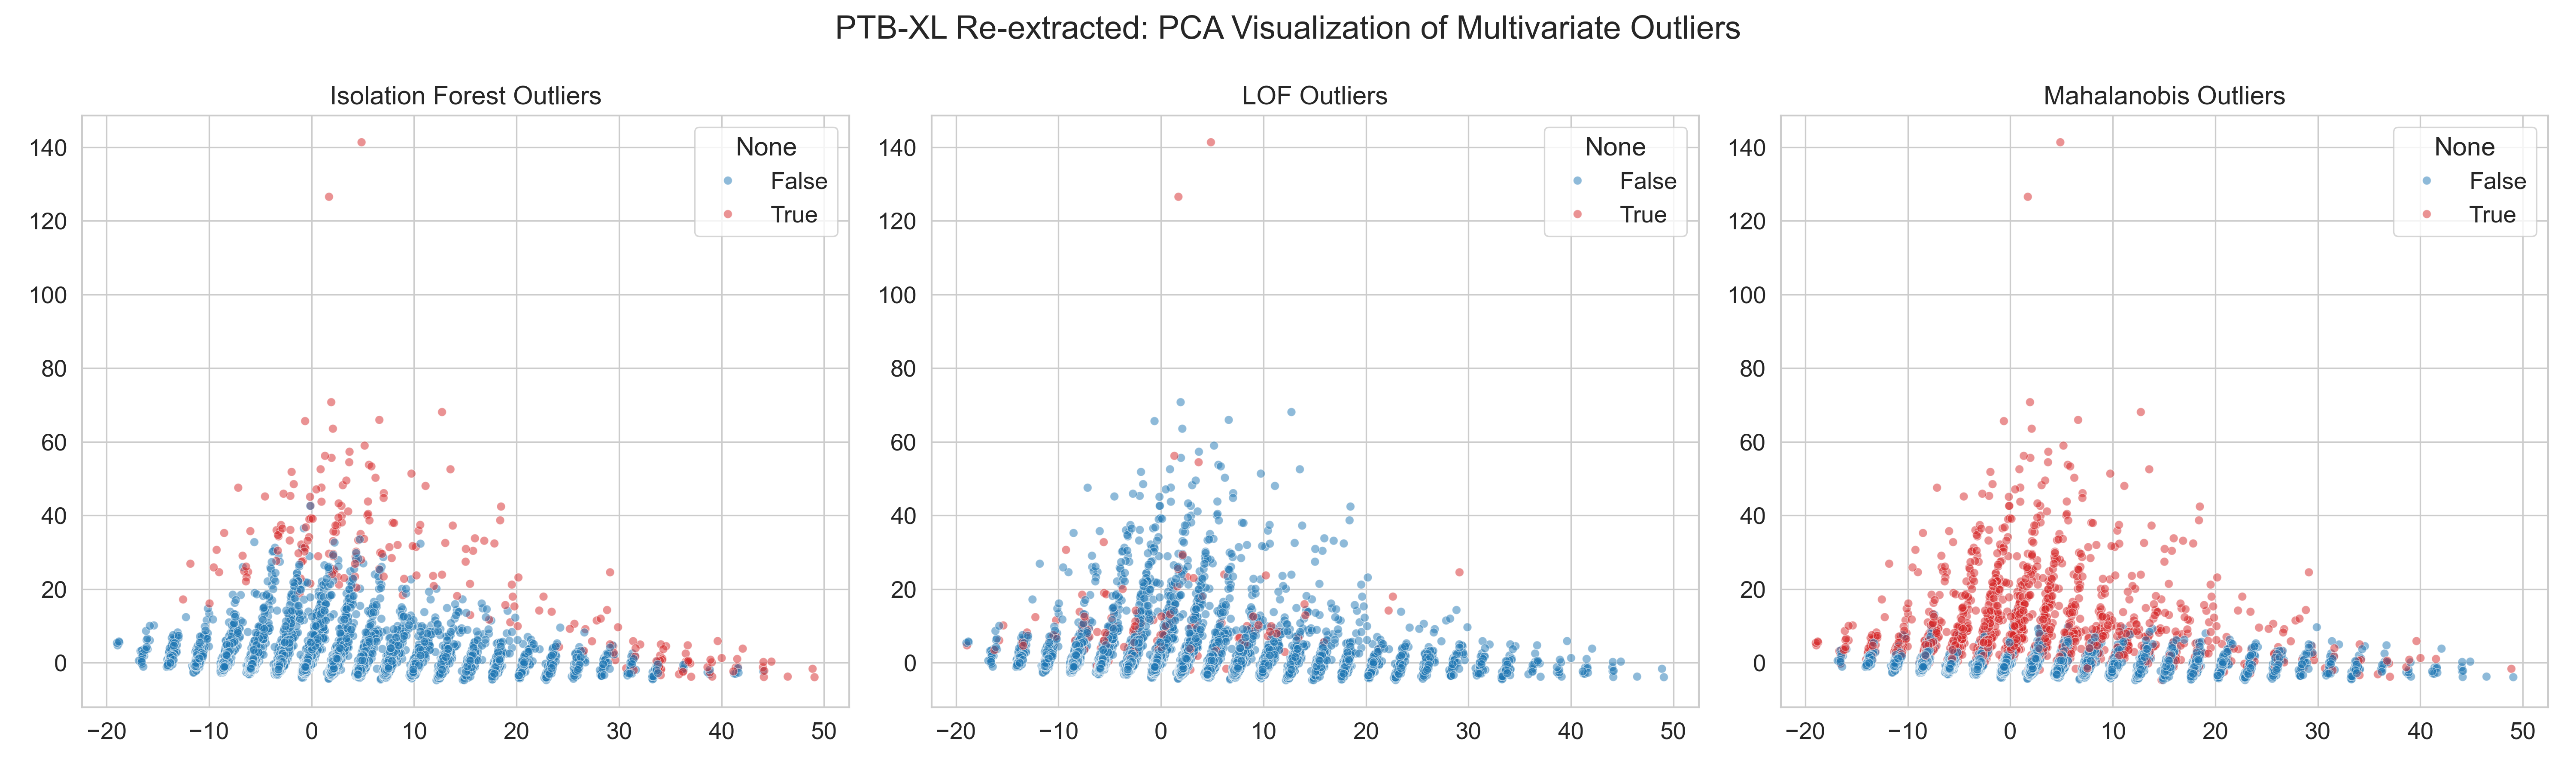 PTB-XL Re-extracted: PCA Visualization of Multivariate Outliers
Isolation Forest Outliers
140
120
100
80
60
40
20
0
−20 −10 0 10 20 30 40 50
None
False
True
LOF Outliers
140
120
100
80
60
40
20
0
−20 −10 0 10 20 30 40 50
None
False
True
Mahalanobis Outliers
140
120
100
80
60
40
20
0
−20 −10 0 10 20 30 40 50
None
False
True